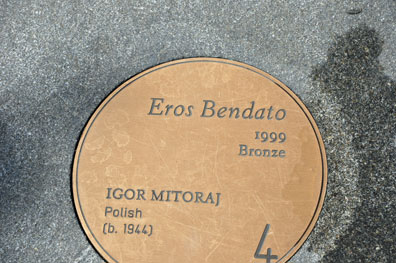 Eros Bendato
1999
Bronze
IGOR MITORAJ
Polish
(b. 1944)
4